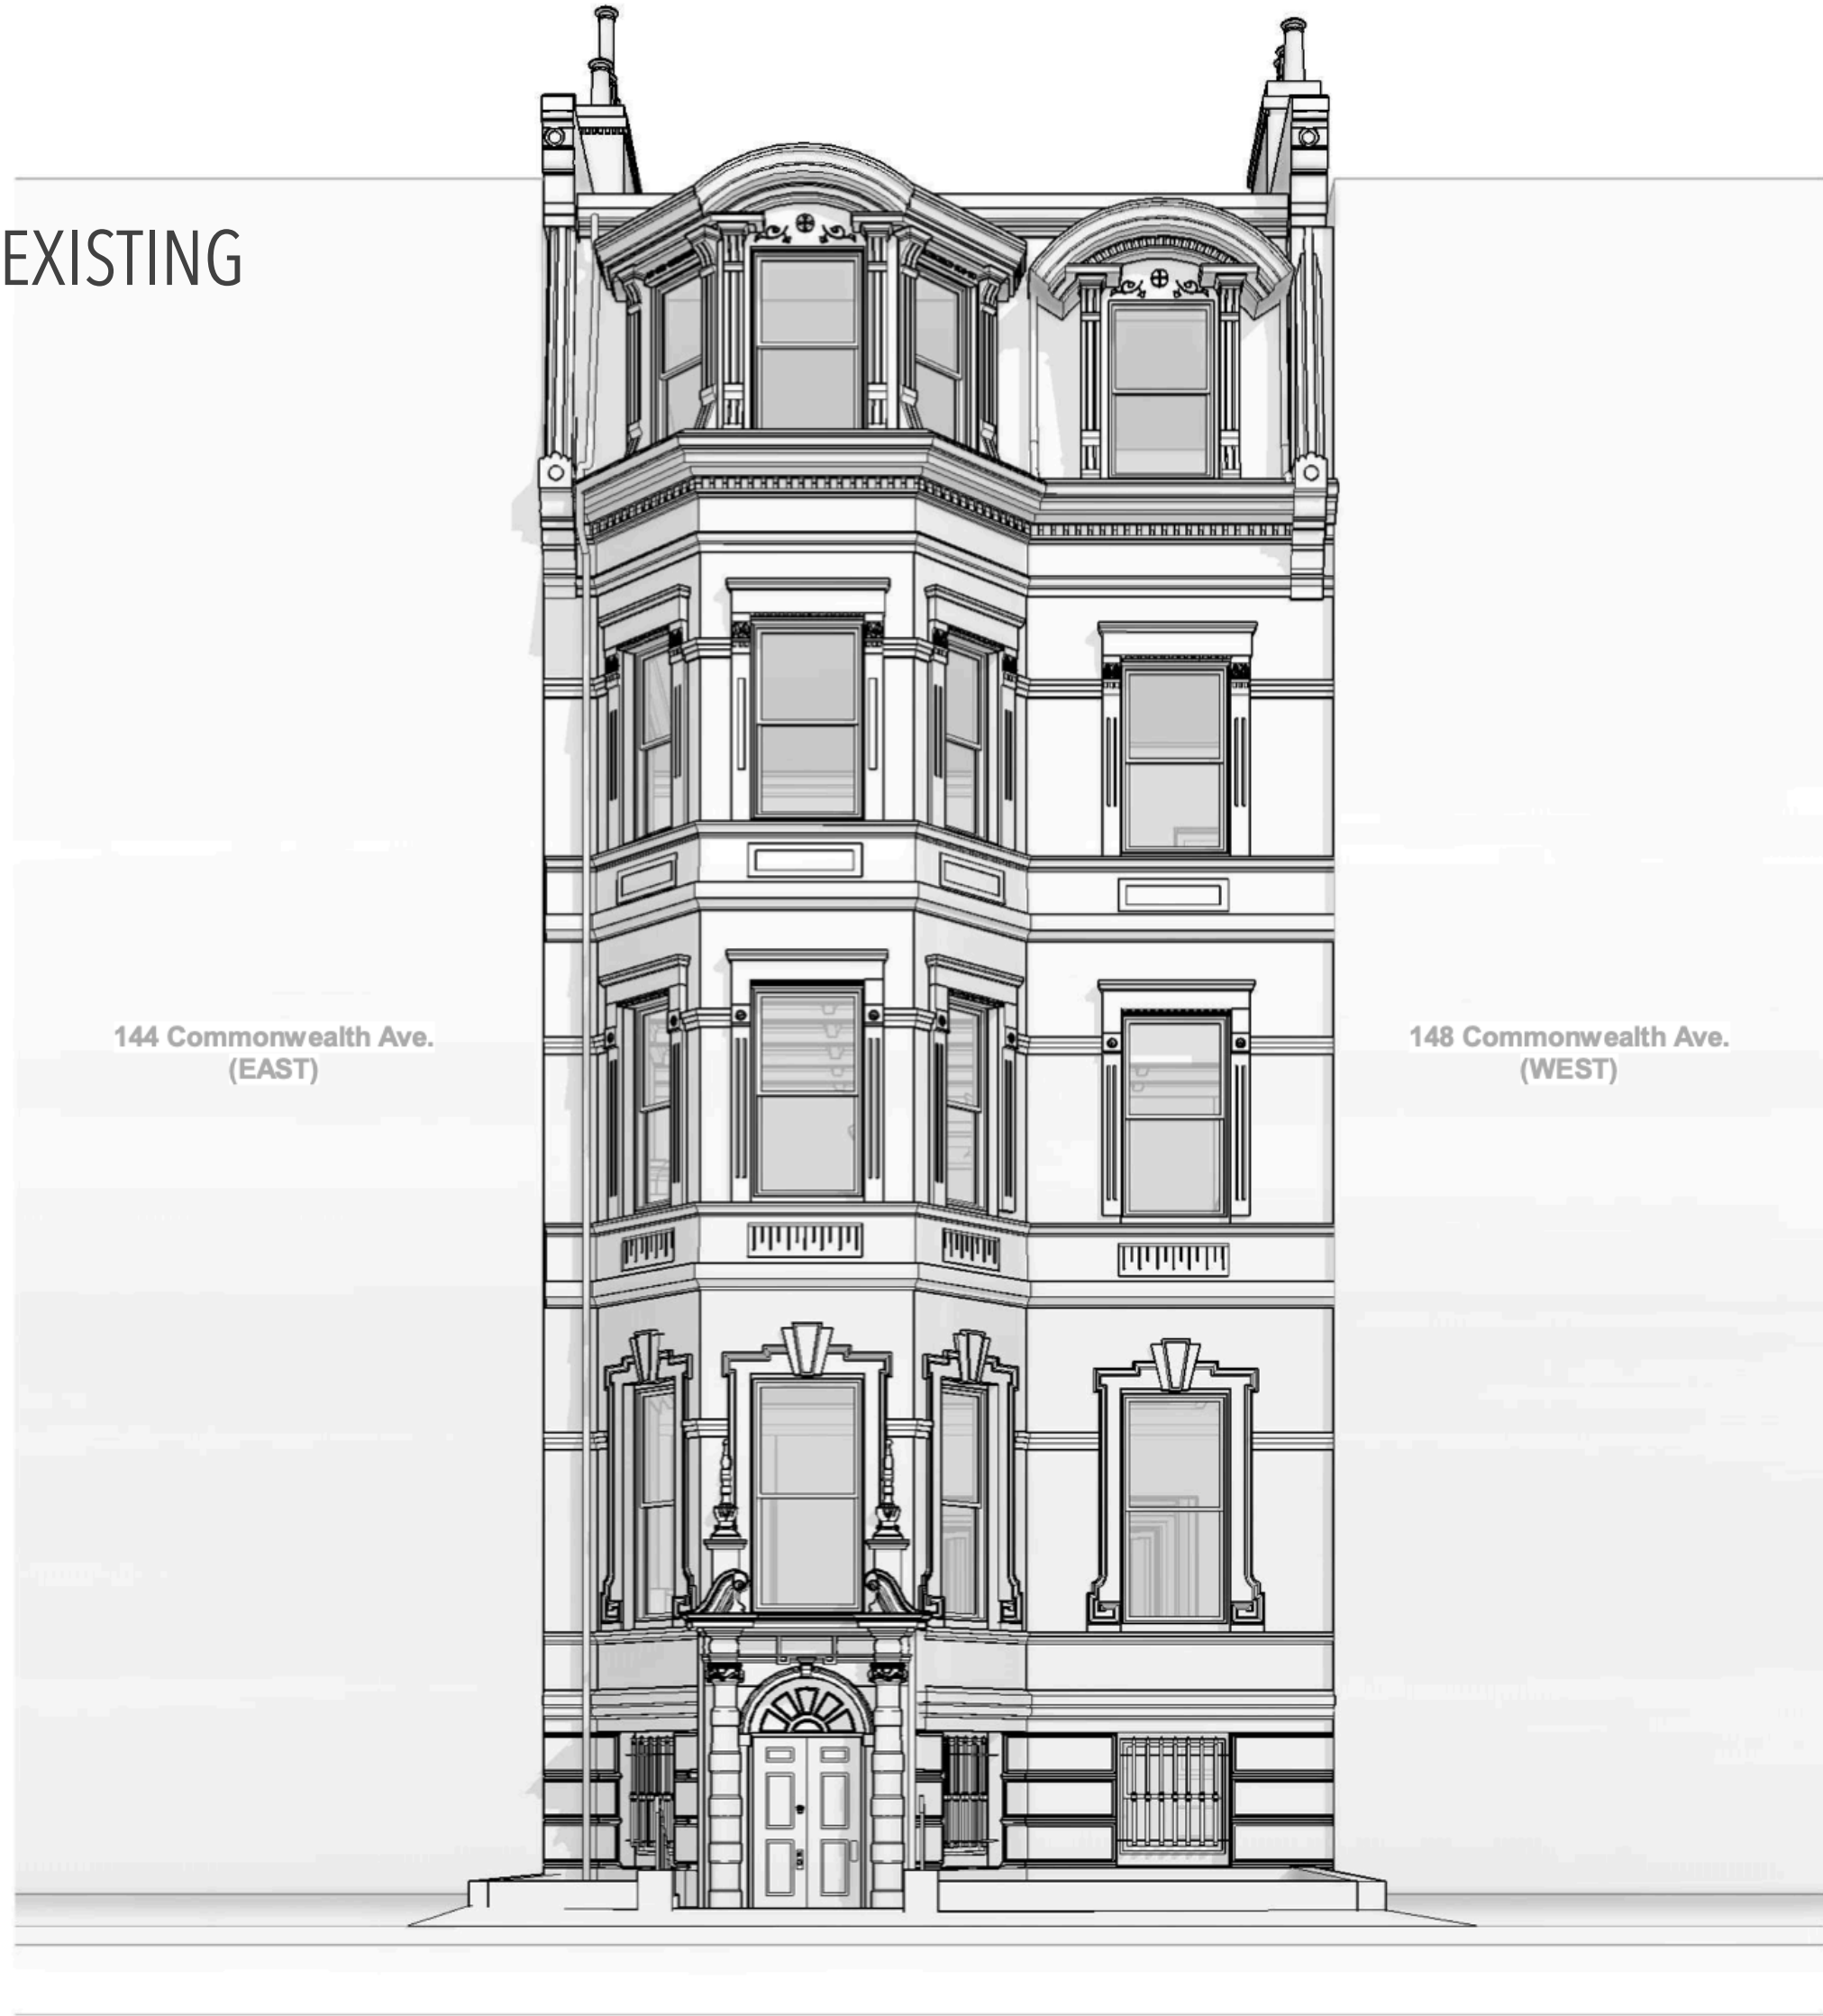 EXISTING
144 Commonwealth Ave.
(EAST)
148 Commonwealth Ave.
(WEST)